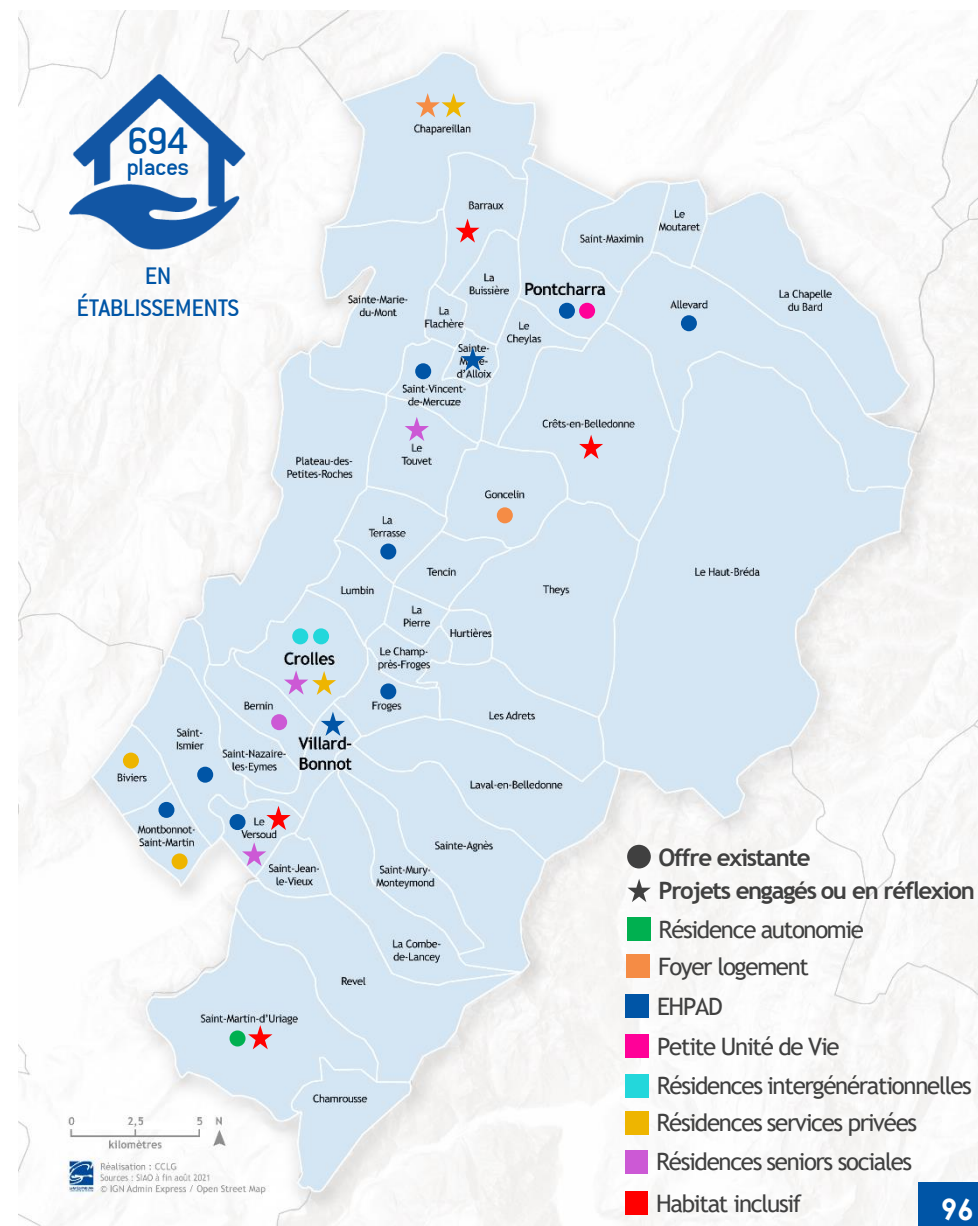 694
places
EN
ÉTABLISSEMENTS
Chapareillan
Barraux
Le
Moutaret
Saint-Maximin
La
Buissière
Pontcharra
La Chapelle
du Bard
Sainte-Marie-
du-Mont
Allevard
La
Flachère
Le
Cheylas
Sainte-
Marie-
d'Alloix
Saint-Vincent-
de-Mercuze
Crêts-en-Belledonne
Le
Touvet
Plateau-des-
Petites-Roches
Goncelin
La
Terrasse
Tencin
Le Haut-Bréda
Lumbin
Theys
La
Pierre
Hurtières
Crolles
Le Champ-
près-Froges
Bernin
Froges
Les Adrets
Saint-
Ismier
Villard-
Bonnot
Saint-Nazaire-
les-Eymes
Biviers
Laval-en-Belledonne
Montbonnot-
Saint-Martin
Le
Versoud
Sainte-Agnès
Saint-Jean-
le-Vieux
Saint-Mury-
Monteymond
La Combe-
de-Lancey
Revel
Saint-Martin-d'Uriage
Chamrousse
Offre existante
Projets engagés ou en réflexion
Résidence autonomie
Foyer logement
EHPAD
Petite Unité de Vie
Résidences intergénérationnelles
Résidences services privées
Résidences seniors sociales
Habitat inclusif
0 2,5 5 N
kilomètres
Réalisation : CCLG
Sources : SIAO à fin août 2021
© IGN Admin Express / Open Street Map
96